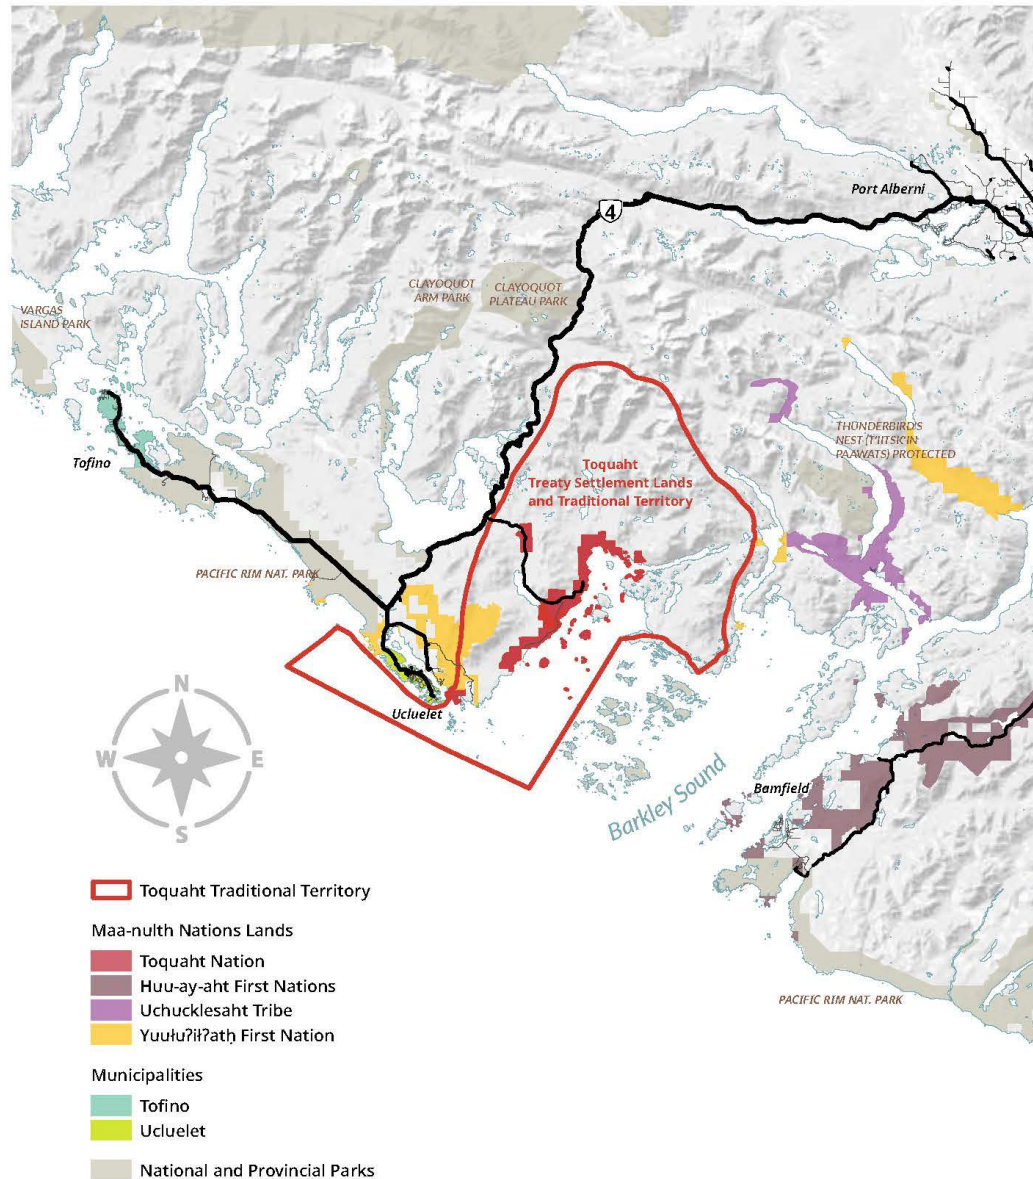 Port Alberni
4
CLAYOQUOT
ARM PARK
CLAYOQUOT
PLATEAU PARK
VARGAS
ISLAND PARK
THUNDERBIRD'S
NEST (T'IITSK'IN
PAAWATS) PROTECTED
Tofino
Toquaht
Treaty Settlement Lands
and Traditional Territory
PACIFIC RIM NAT. PARK
Ucluelet
N
W
E
S
Barkley Sound
Bamfield
PACIFIC RIM NAT. PARK
Toquaht Traditional Territory
Maa-nulth Nations Lands
Toquaht Nation
Huu-ay-aht First Nations
Uchucklesaht Tribe
Yuułuʔiłʔatḥ First Nation
Municipalities
Tofino
Ucluelet
National and Provincial Parks